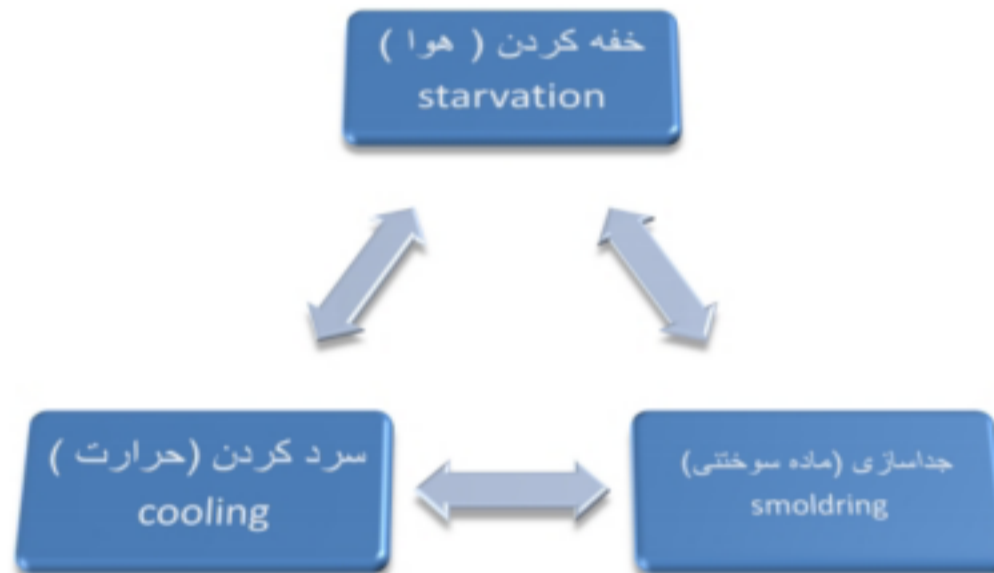 خفه کردن ( هوا )
starvation
سرد کردن (حرارت )
cooling
جداسازی (ماده سوختنی)
smoldring